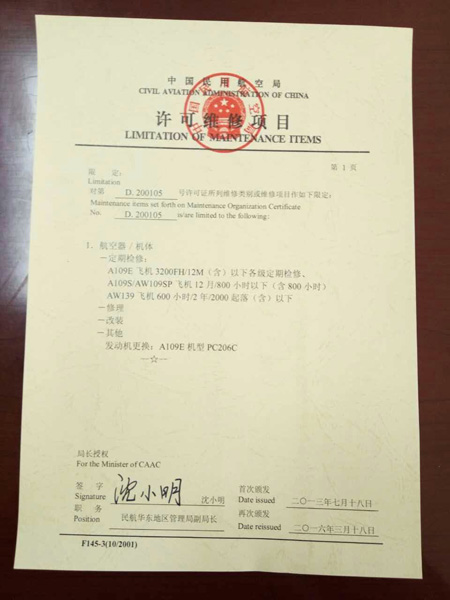 中国民用航空局
CIVIL AVIATION ADMINISTRATION OF CHINA
许可维修项目
LIMITATION OF MAINTENANCE ITEMS
第 1 页
限 定:
Limitation
对第 D. 200105 号许可证所列维修类别或维修项目作如下限定:
Maintenance items set forth on Maintenance Organization Certificate
No. D. 200105 is/are limited to the following:
1. 航空器 / 机体
－定期检修:
A109E 飞机 3200FH/12M（含）以下各级定期检修、
A109S/AW109SP 飞机 12 月/800 小时以下（含 800 小时）
AW139 飞机 600 小时/2 年/2000 起落（含）以下
－修理
－改装
－其他
发动机更换: A109E 机型 PC206C
—☆—
局长授权
For the Minister of CAAC
签 字
Signature 沈小明 沈小明
职 务
Position 民航华东地区管理局副局长
首次颁发
Date issued 二〇一三年七月十八日
再次颁发
Date reissued 二〇一六年三月十八日
F145-3(10/2001)